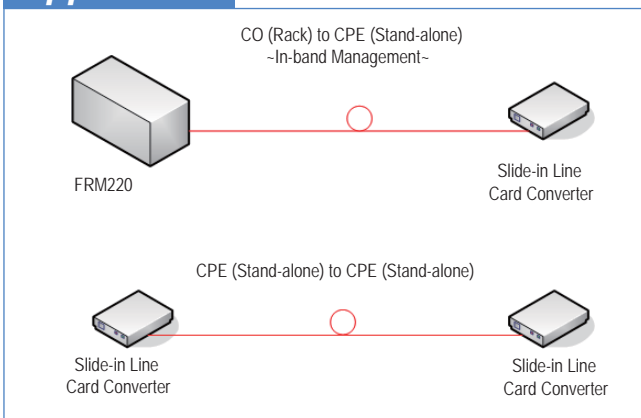 CO (Rack) to CPE (Stand-alone)
~In-band Management~
FRM220
Slide-in Line
Card Converter
CPE (Stand-alone) to CPE (Stand-alone)
Slide-in Line
Card Converter
Slide-in Line
Card Converter